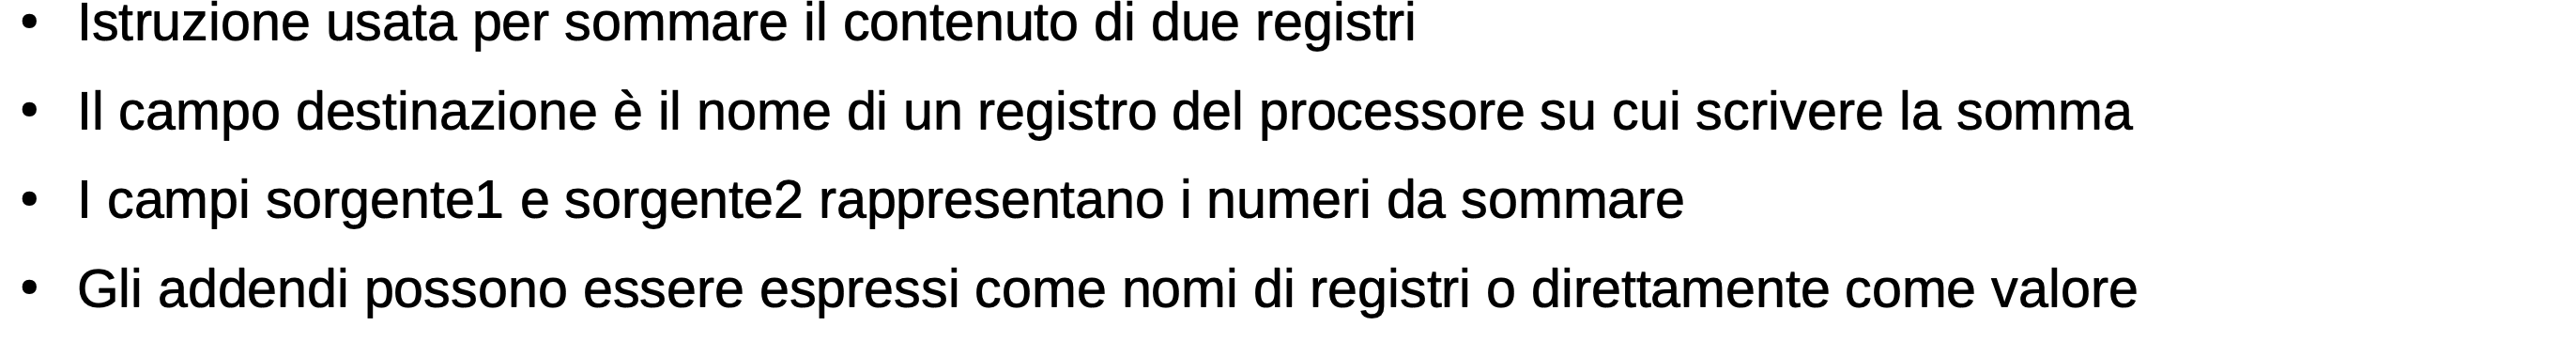 • Istruzione usata per sommare il contenuto di due registri
• Il campo destinazione è il nome di un registro del processore su cui scrivere la somma
• I campi sorgente1 e sorgente2 rappresentano i numeri da sommare
• Gli addendi possono essere espressi come nomi di registri o direttamente come valore